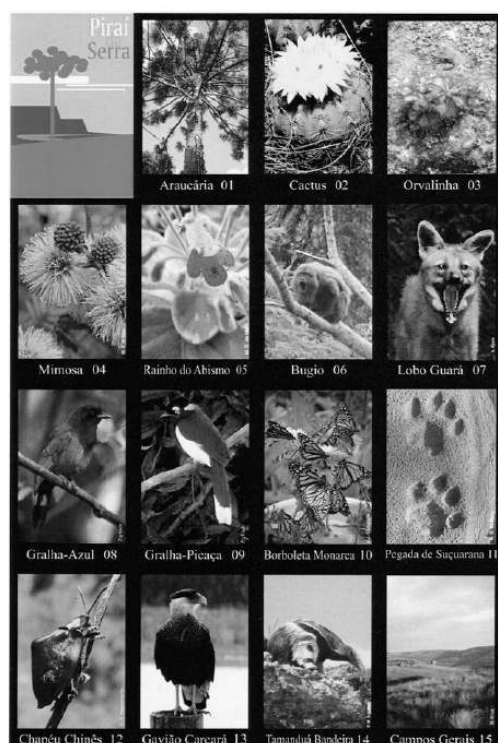 Piraí
Serra
Araucária 01
Cactus 02
Orvalinha 03
Mimosa 04
Rainho do Abismo 05
Bugio 06
Lobo Guará 07
Gralha-Azul 08
Gralha-Picaça 09
Borboleta Monarca 10
Pegada de Suçuarana 11
Chapéu Chinês 12
Gavião Carcará 13
Tamanduá Bandeira 14
Campos Gerais 15